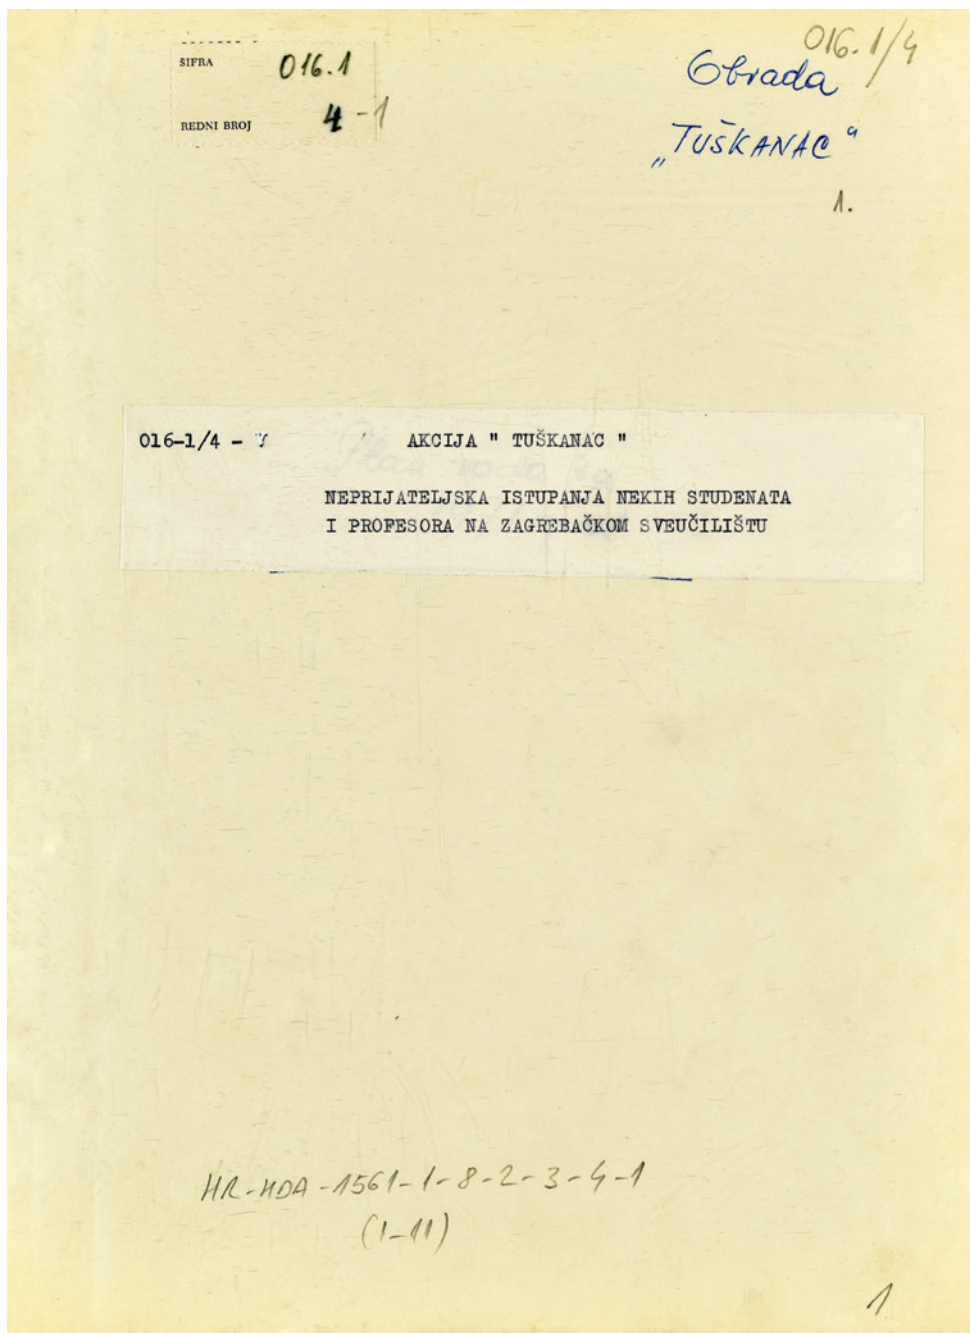 ŠIFRA 016.1
REDNI BROJ 4-1
016.1/4
Obrada
„TUŠKANAC"
1.
016-1/4 - AKCIJA " TUŠKANAC "
NEPRIJATELJSKA ISTUPANJA NEKIH STUDENATA
I PROFESORA NA ZAGREBAČKOM SVEUČILIŠTU
HR-HDA-1561-1-8-2-3-4-1
(1-11)
1